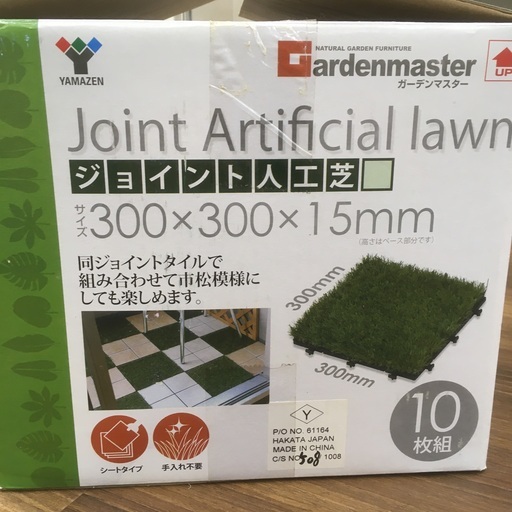 YAMAZEN
NATURAL GARDEN FURNITURE
Gardenmaster
ガーデンマスター
UP
Joint Artificial lawn
ジョイント人工芝
サイズ 300×300×15mm
(高さはベース部分です)
同ジョイントタイルで
組み合わせて市松模様に
しても楽しめます。
300mm
300mm
10
枚組
シートタイプ
手入れ不要
Y
P/O NO. 61164
HAKATA JAPAN
MADE IN CHINA
C/S NO. 508 1008